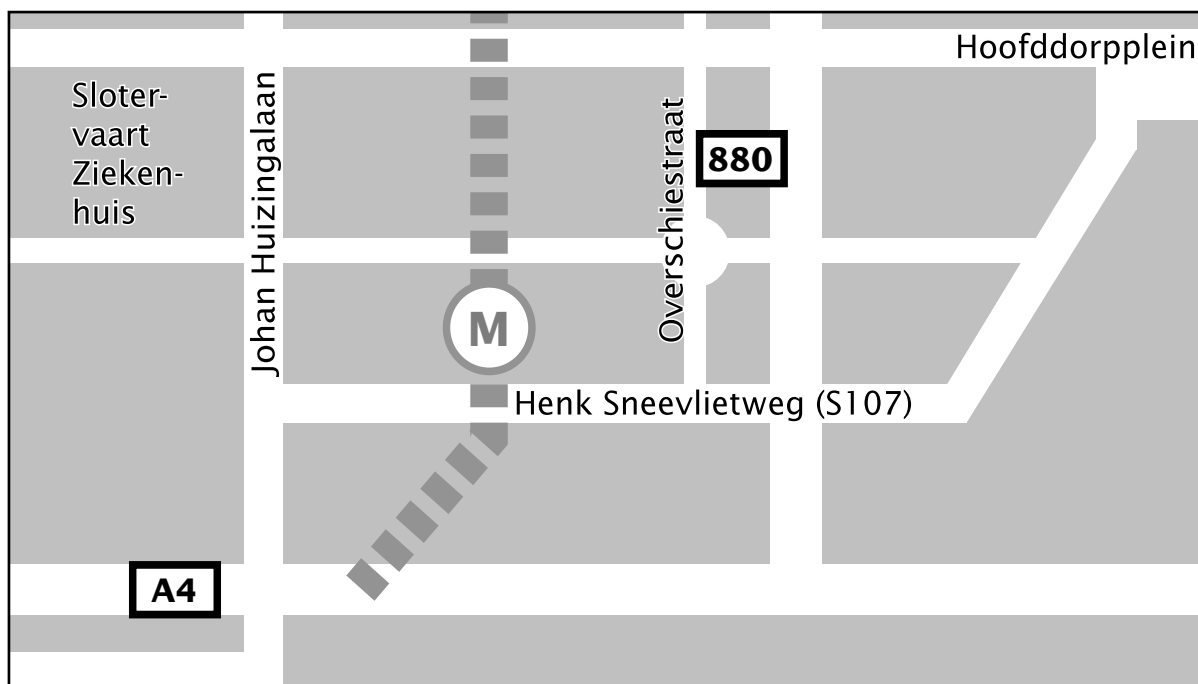 Hoofddorpplein
Sloter-
vaart
Zieken-
huis
Johan Huizingalaan
Overschiestraat
880
M
Henk Sneevlietweg (S107)
A4